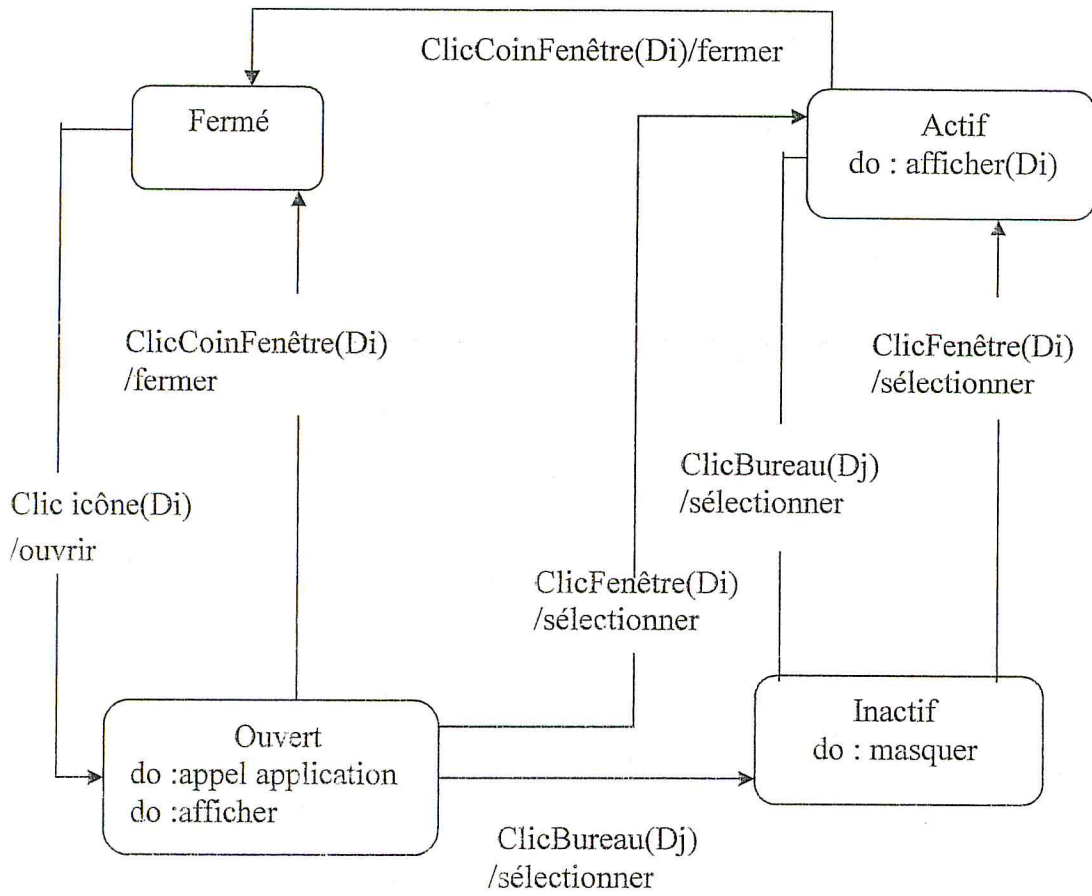 ClicCoinFenêtre(Di)/fermer
Fermé
Actif
do : afficher(Di)
ClicCoinFenêtre(Di)
/fermer
ClicFenêtre(Di)
/sélectionner
ClicBureau(Dj)
/sélectionner
Clic icône(Di)
/ouvrir
ClicFenêtre(Di)
/sélectionner
Ouvert
do :appel application
do :afficher
Inactif
do : masquer
ClicBureau(Dj)
/sélectionner